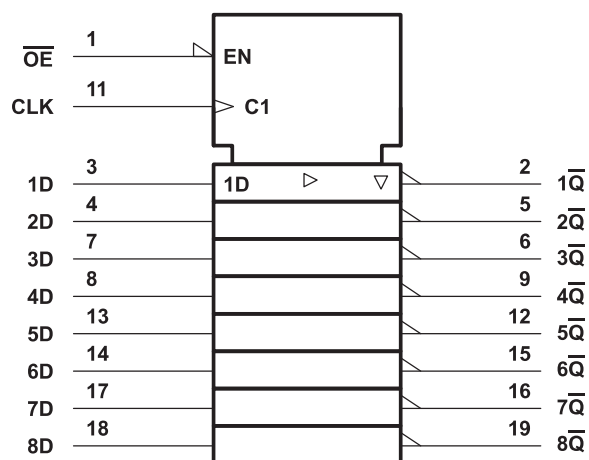 1
O̅E̅ EN
11
CLK C1
3 2
1D 1D 1Q̅
4 5
2D 2Q̅
7 6
3D 3Q̅
8 9
4D 4Q̅
13 12
5D 5Q̅
14 15
6D 6Q̅
17 16
7D 7Q̅
18 19
8D 8Q̅